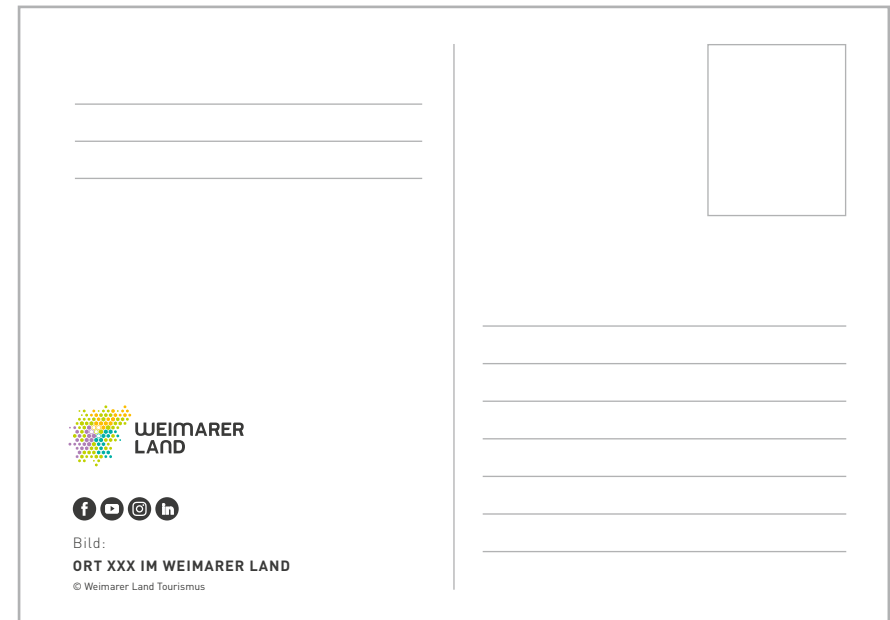 WEIMARER
LAND
Bild:
ORT XXX IM WEIMARER LAND
© Weimarer Land Tourismus